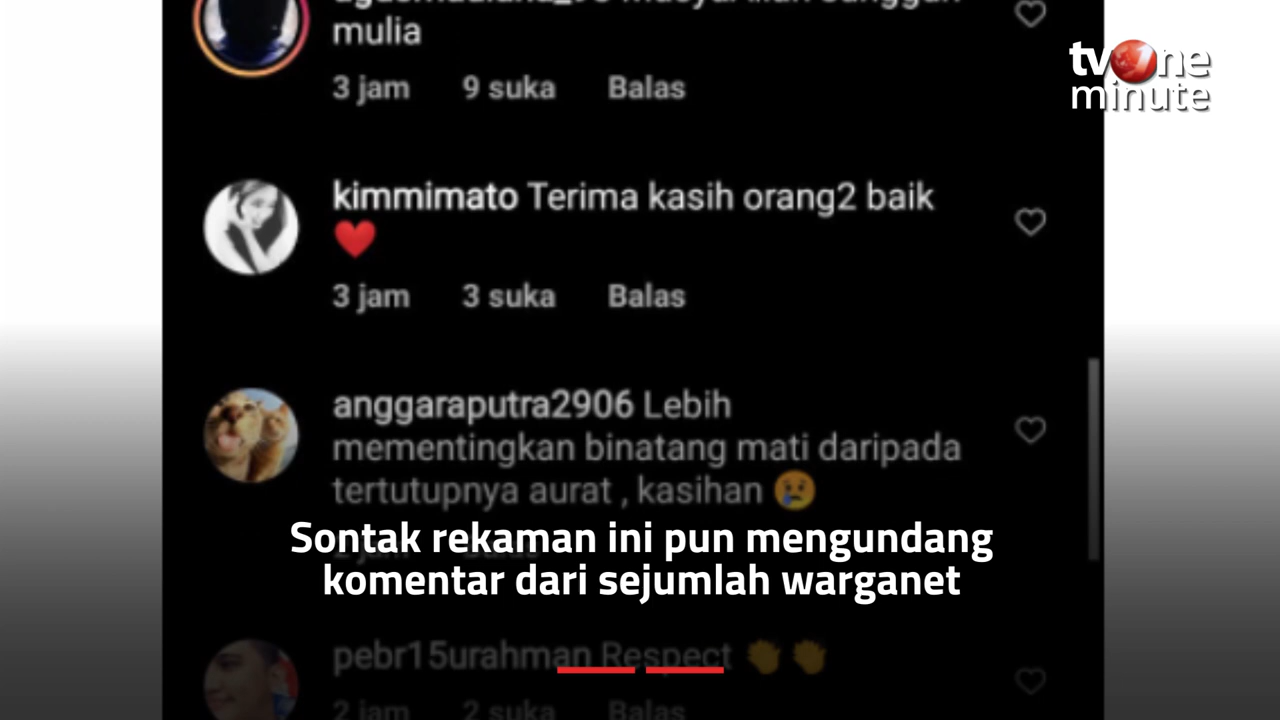 mulia
3 jam 9 suka Balas
tvOne
minute
kimmimato Terima kasih orang2 baik
❤️
3 jam 3 suka Balas
anggaraputra2906 Lebih
mementingkan binatang mati daripada
tertutupnya aurat , kasihan 😢
Sontak rekaman ini pun mengundang
komentar dari sejumlah warganet
pebr15urahman Respect 👏👏
2 jam 2 suka Balas